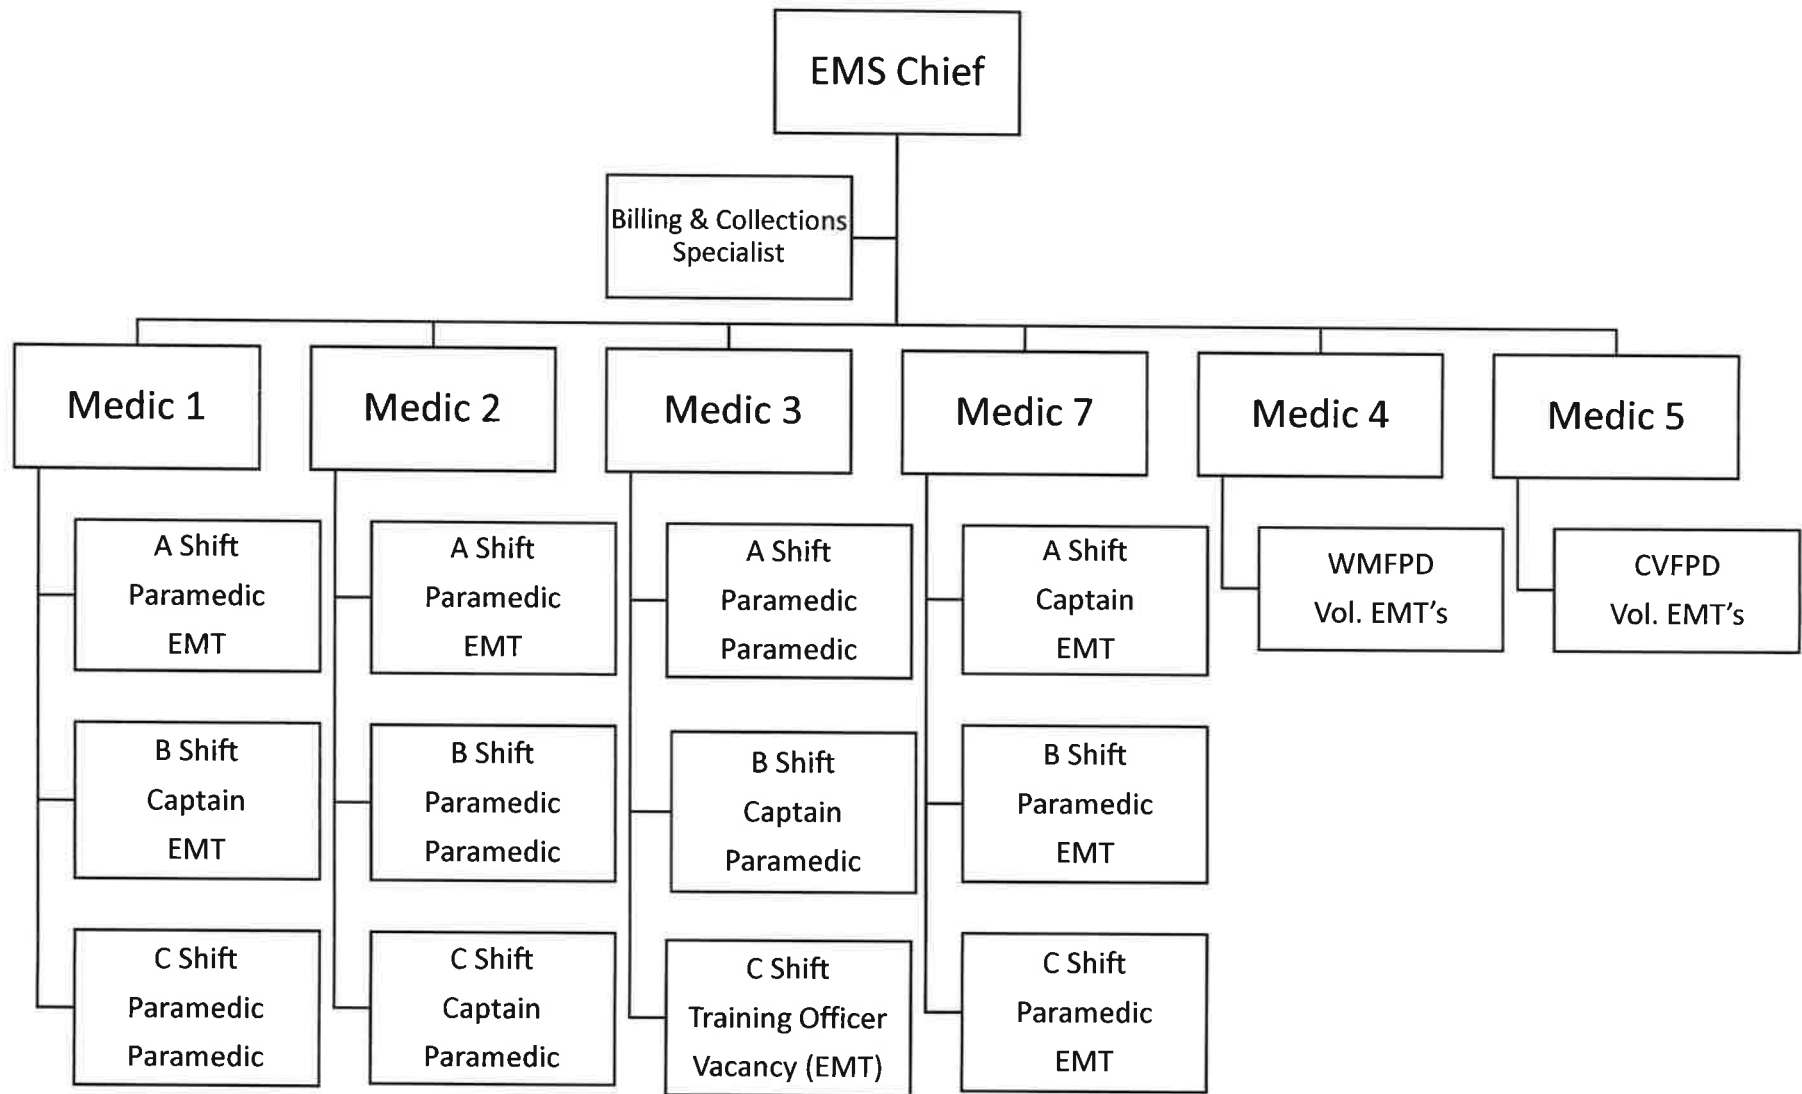 EMS Chief
Billing & Collections
Specialist
Medic 1
Medic 2
Medic 3
Medic 7
Medic 4
Medic 5
A Shift
Paramedic
EMT
B Shift
Captain
EMT
C Shift
Paramedic
Paramedic
A Shift
Paramedic
EMT
B Shift
Paramedic
Paramedic
C Shift
Captain
Paramedic
A Shift
Paramedic
Paramedic
B Shift
Captain
Paramedic
C Shift
Training Officer
Vacancy (EMT)
A Shift
Captain
EMT
B Shift
Paramedic
EMT
C Shift
Paramedic
EMT
WMFPD
Vol. EMT’s
CVFPD
Vol. EMT’s